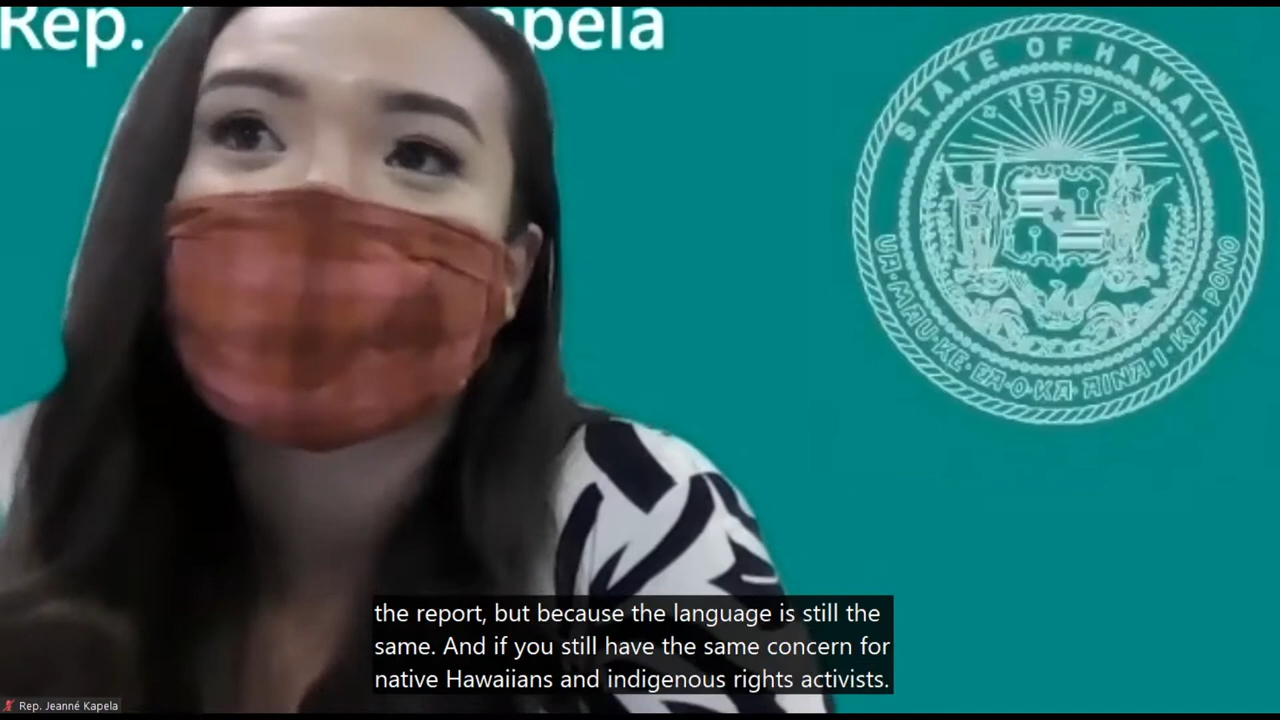 Rep. 
apela
STATE OF HAWAII
1959
UA·MAU·KE·EA·O·KA·AINA·I·KA·PONO
the report, but because the language is still the
same. And if you still have the same concern for
native Hawaiians and indigenous rights activists.
Rep. Jeanné Kapela